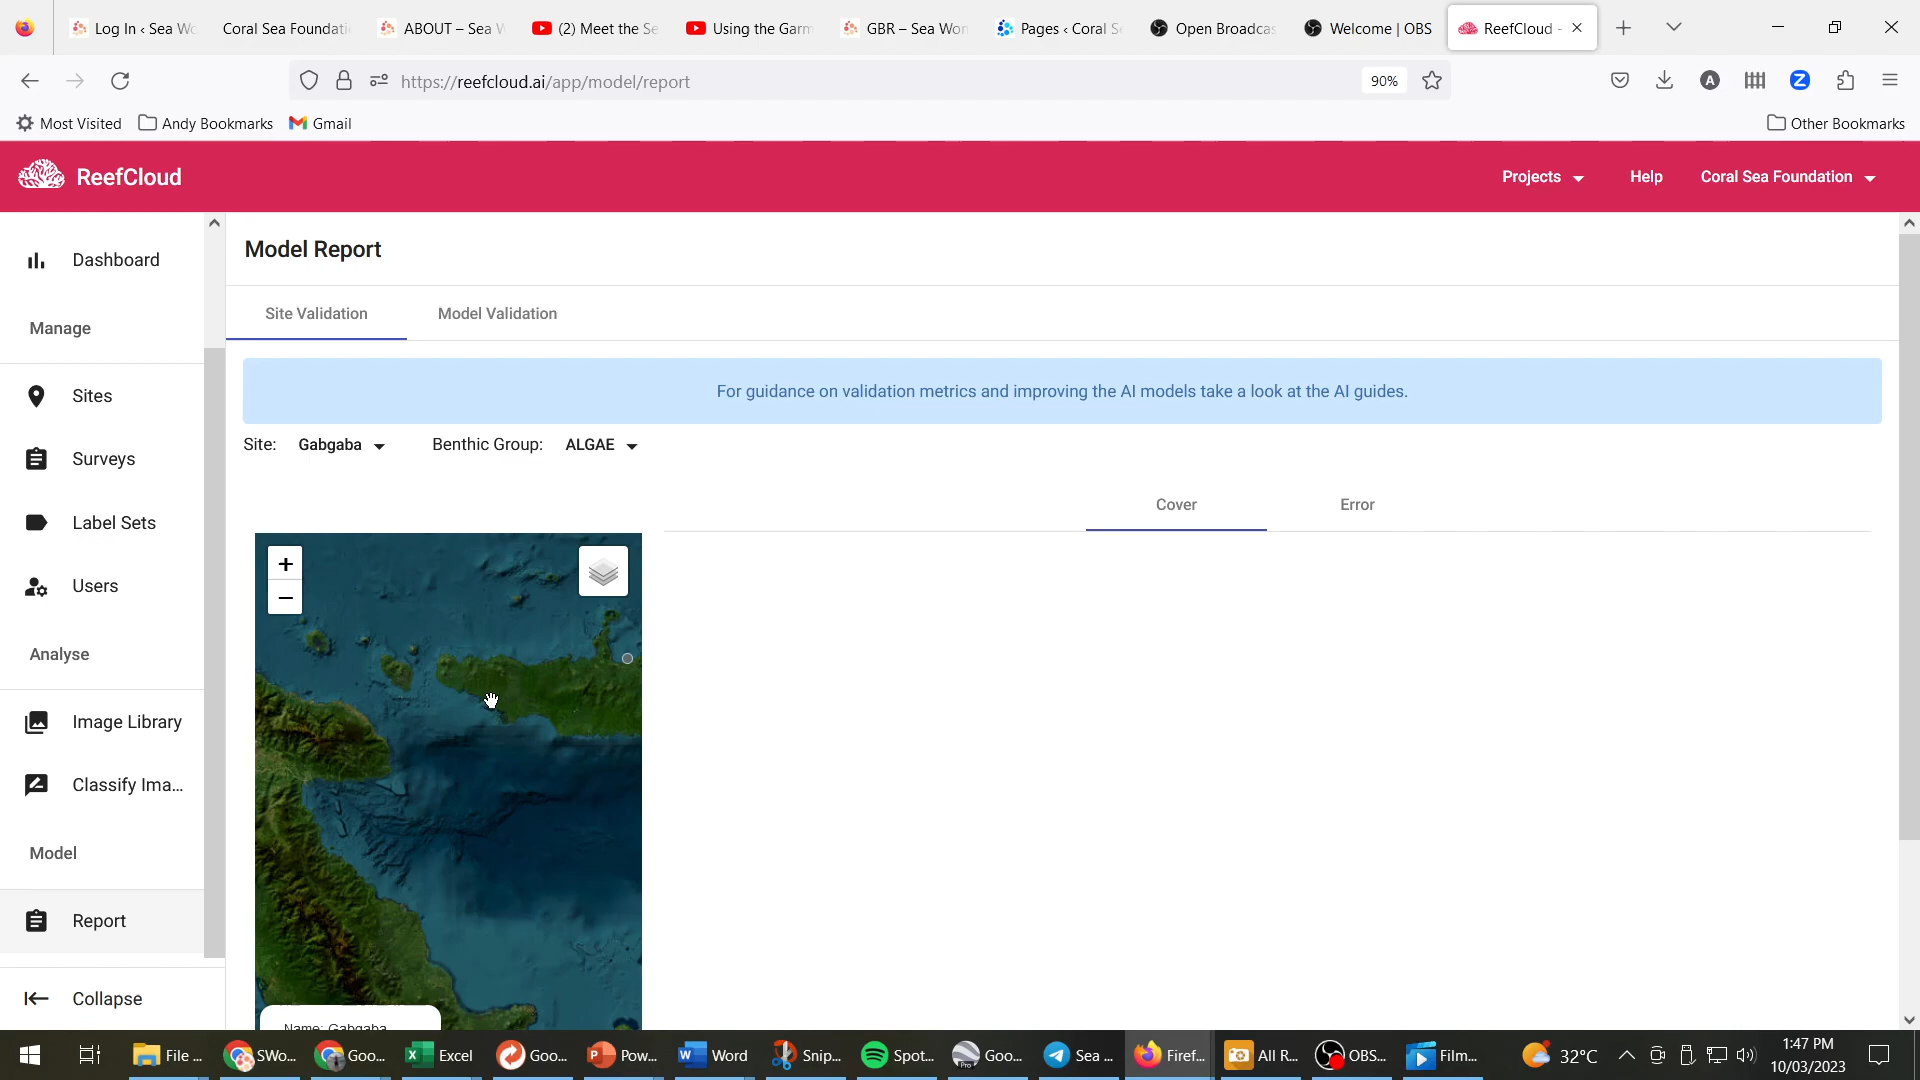 Log In ‹ Sea Wo
Coral Sea Foundati
ABOUT – Sea W
(2) Meet the Se
Using the Garm
GBR – Sea Wor
Pages ‹ Coral S
Open Broadcas
Welcome | OBS
ReefCloud -
https://reefcloud.ai/app/model/report
90%
A
Z
Most Visited
Andy Bookmarks
Gmail
Other Bookmarks
ReefCloud
Projects
Help
Coral Sea Foundation
Dashboard
Manage
Sites
Surveys
Label Sets
Users
Analyse
Image Library
Classify Ima...
Model
Report
Collapse
Model Report
Site Validation
Model Validation
For guidance on validation metrics and improving the AI models take a look at the AI guides.
Site: Gabgaba
Benthic Group: ALGAE
Cover
Error
+
−
Name: Gabgaba
File ...
SWo...
Goo...
Excel
Goo...
Pow...
Word
Snip...
Spot...
Goo...
Sea ...
Firef...
All R...
OBS...
Film...
32°C
1:47 PM
10/03/2023